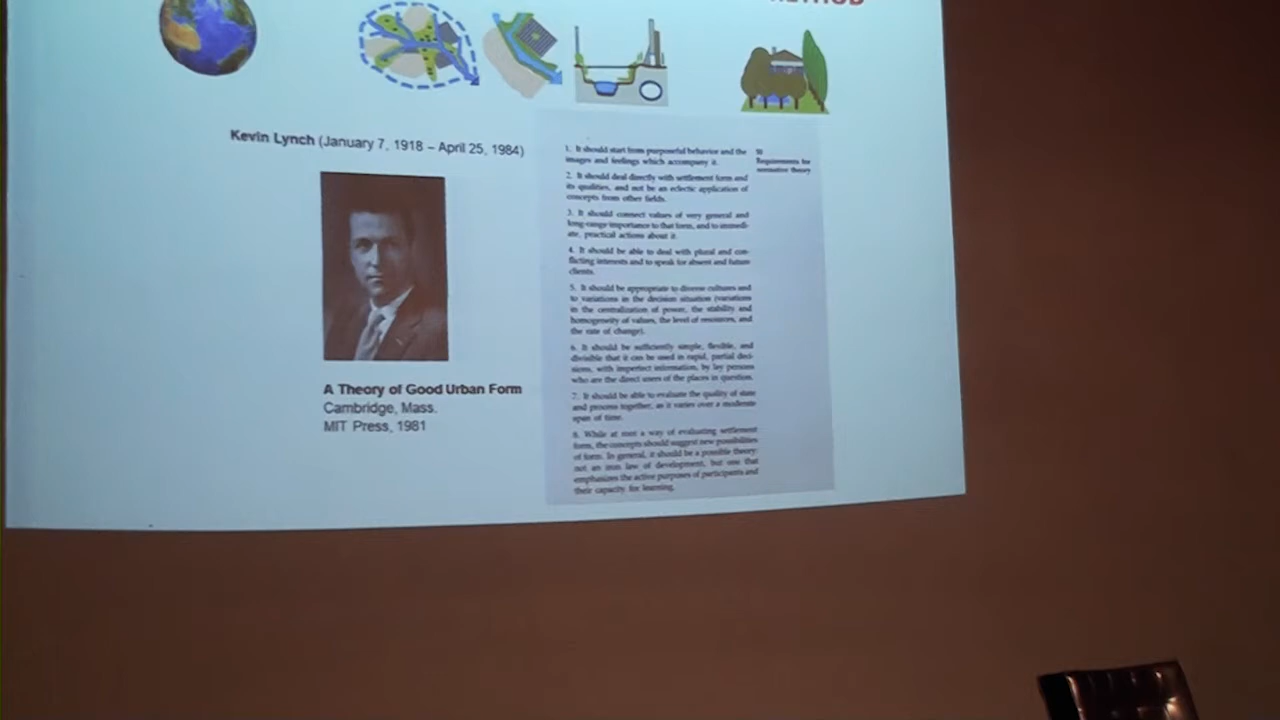 METHOD
Kevin Lynch (January 7, 1918 – April 25, 1984)
A Theory of Good Urban Form
Cambridge, Mass.
MIT Press, 1981
1. It should start from purposeful behavior and the
images and feelings which accompany it.
2. It should deal directly with settlement form and
its qualities, and not be an eclectic application of
concepts from other fields.
3. It should connect values of very general and
long-range importance to that form, and to immedi-
ate, practical actions about it.
4. It should be able to deal with plural and con-
flicting interests and to speak for absent and future
clients.
5. It should be appropriate to diverse cultures and
to variations in the decision situation (variations
in the centralization of power, the stability and
homogeneity of values, the level of resources, and
the rate of change).
6. It should be sufficiently simple, flexible, and
divisible that it can be used in rapid, partial deci-
sions, with imperfect information, by lay persons
who are the direct users of the places in question.
7. It should be able to evaluate the quality of state
and process together, as it varies over a moderate
span of time.
8. While at root a way of evaluating settlement
form, the concepts should suggest new possibilities
of form. In general, it should be a possible theory:
not an iron law of development, but one that
emphasizes the active purposes of participants and
their capacity for learning.
Requirements for
normative theory